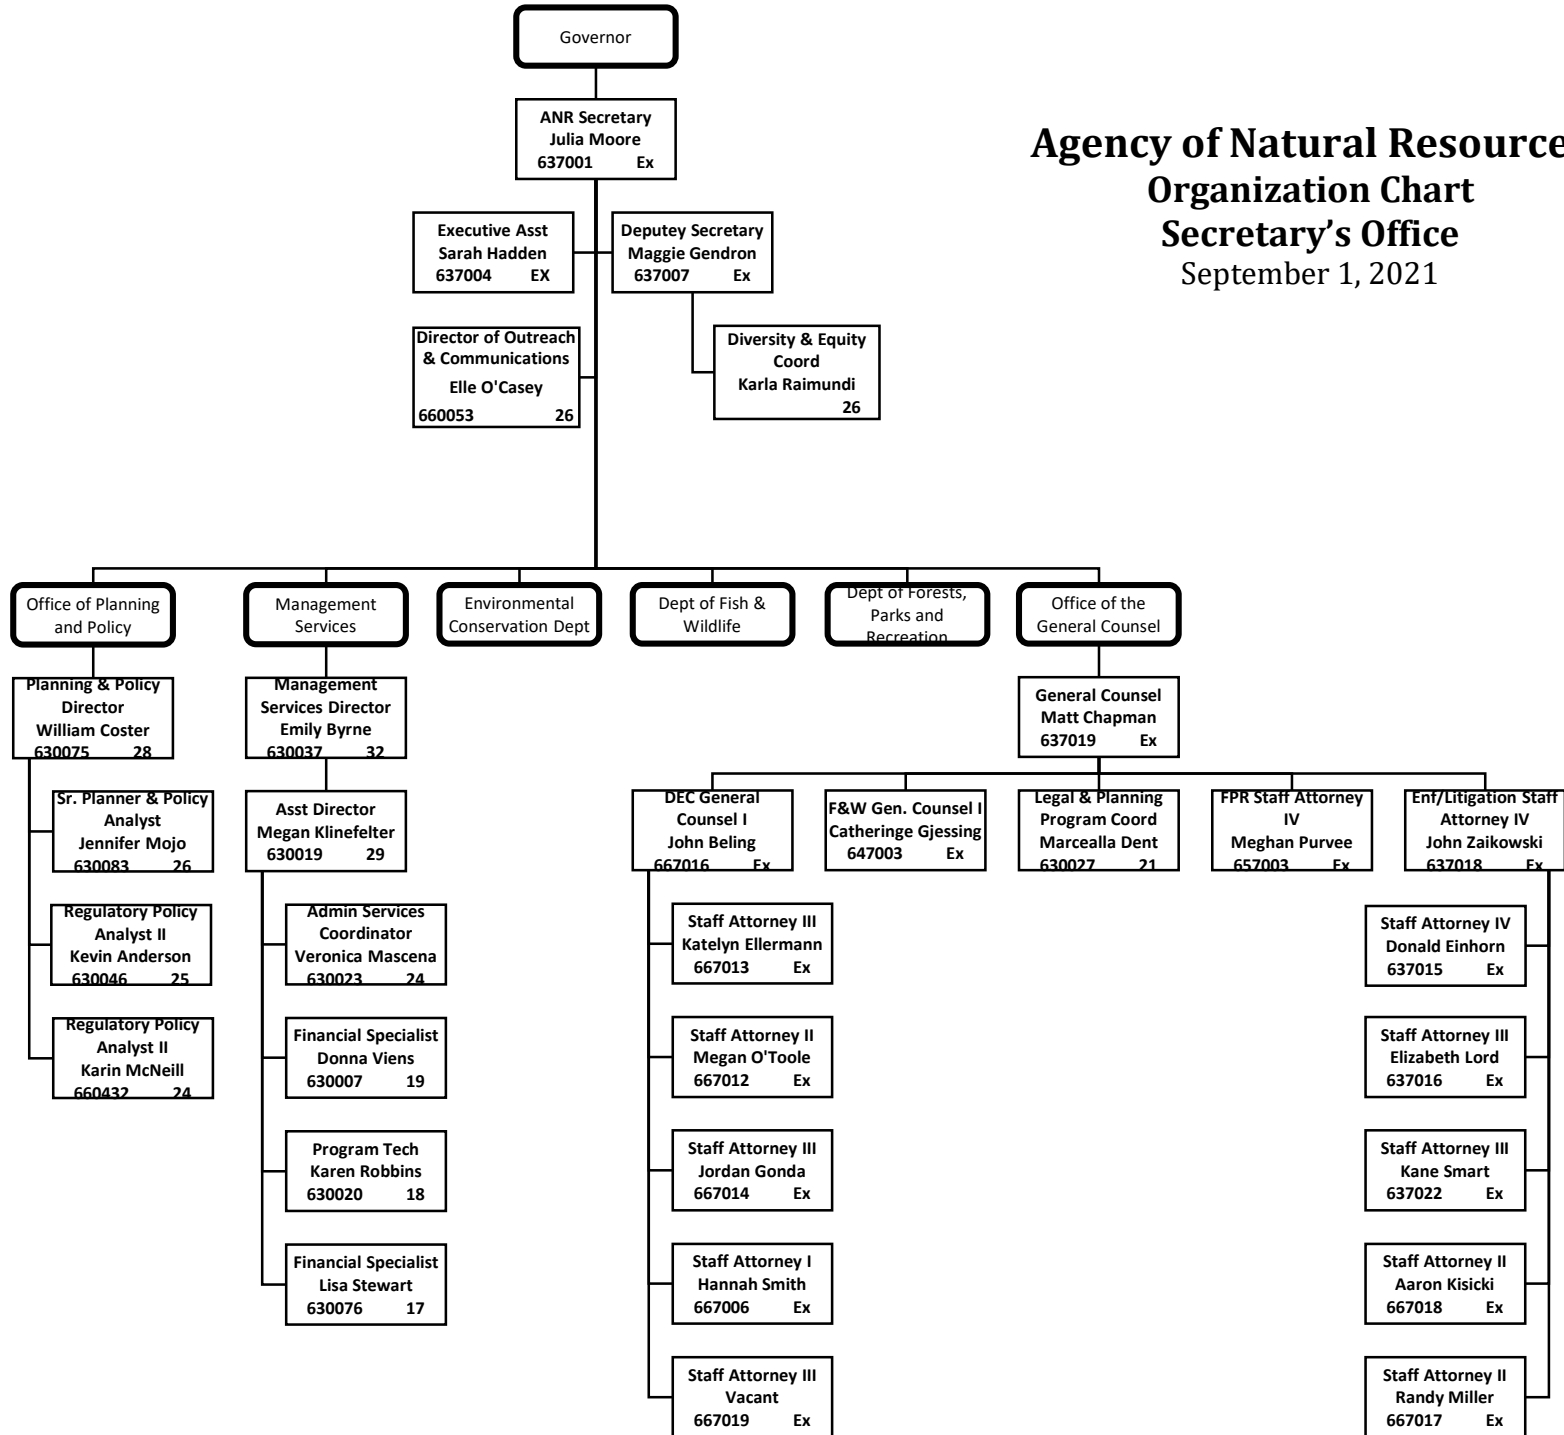 Governor
ANR Secretary
Julia Moore
637001 Ex
Agency of Natural Resource
Organization Chart
Secretary's Office
September 1, 2021
Executive Asst
Sarah Hadden
637004 EX
Deputey Secretary
Maggie Gendron
637007 Ex
Director of Outreach
& Communications
Elle O'Casey
660053 26
Diversity & Equity
Coord
Karla Raimundi
26
Office of Planning
and Policy
Management
Services
Environmental
Conservation Dept
Dept of Fish &
Wildlife
Dept of Forests,
Parks and
Recreation
Office of the
General Counsel
Planning & Policy
Director
William Coster
630075 28
Management
Services Director
Emily Byrne
630037 32
General Counsel
Matt Chapman
637019 Ex
Sr. Planner & Policy
Analyst
Jennifer Mojo
630083 26
Asst Director
Megan Klinefelter
630019 29
DEC General
Counsel I
John Beling
667016 Ex
F&W Gen. Counsel I
Catheringe Gjessing
647003 Ex
Legal & Planning
Program Coord
Marcealla Dent
630027 21
FPR Staff Attorney
IV
Meghan Purvee
657003 Ex
Enf/Litigation Staff
Attorney IV
John Zaikowski
637018 Ex
Regulatory Policy
Analyst II
Kevin Anderson
630046 25
Admin Services
Coordinator
Veronica Mascena
630023 24
Staff Attorney III
Katelyn Ellermann
667013 Ex
Staff Attorney IV
Donald Einhorn
637015 Ex
Regulatory Policy
Analyst II
Karin McNeill
660432 24
Financial Specialist
Donna Viens
630007 19
Staff Attorney II
Megan O'Toole
667012 Ex
Staff Attorney III
Elizabeth Lord
637016 Ex
Program Tech
Karen Robbins
630020 18
Staff Attorney III
Jordan Gonda
667014 Ex
Staff Attorney III
Kane Smart
637022 Ex
Financial Specialist
Lisa Stewart
630076 17
Staff Attorney I
Hannah Smith
667006 Ex
Staff Attorney II
Aaron Kisicki
667018 Ex
Staff Attorney III
Vacant
667019 Ex
Staff Attorney II
Randy Miller
667017 Ex